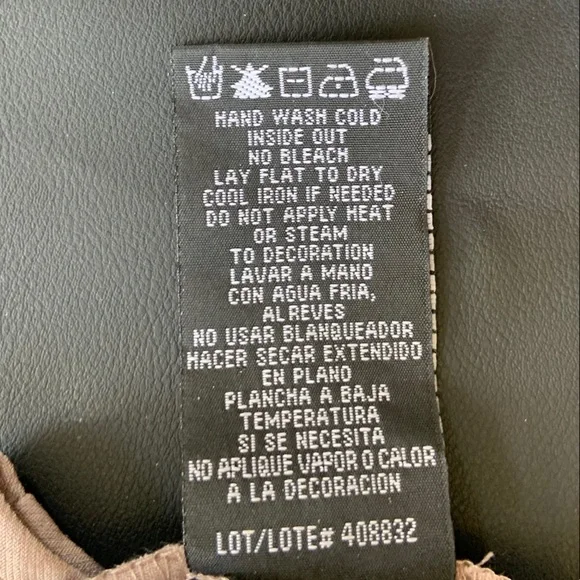 HAND WASH COLD
INSIDE OUT
NO BLEACH
LAY FLAT TO DRY
COOL IRON IF NEEDED
DO NOT APPLY HEAT
OR STEAM
TO DECORATION
LAVAR A MANO
CON AGUA FRIA,
AL REVES
NO USAR BLANQUEADOR
HACER SECAR EXTENDIDO
EN PLANO
PLANCHA A BAJA
TEMPERATURA
SI SE NECESITA
NO APLIQUE VAPOR O CALOR
A LA DECORACION
LOT/LOTE# 408832